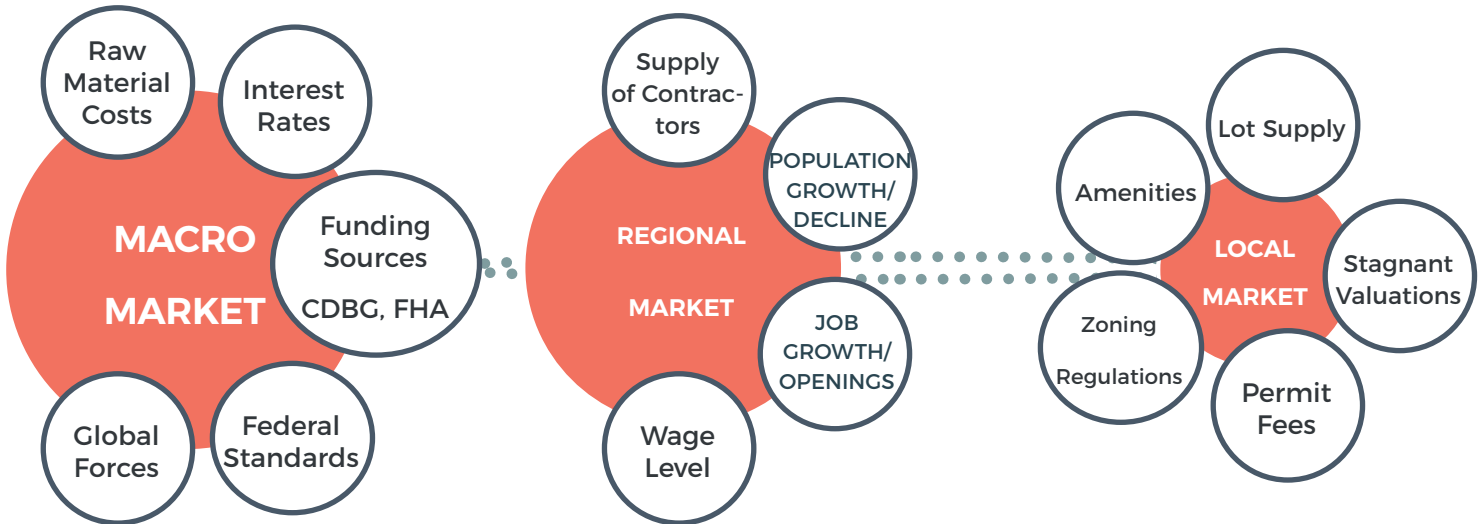 Raw
Material
Costs
Interest
Rates
MACRO
MARKET
Funding
Sources
CDBG, FHA
Global
Forces
Federal
Standards
Supply
of Contrac-
tors
POPULATION
GROWTH/
DECLINE
REGIONAL
MARKET
JOB
GROWTH/
OPENINGS
Wage
Level
Lot Supply
Amenities
LOCAL
MARKET
Stagnant
Valuations
Zoning
Regulations
Permit
Fees